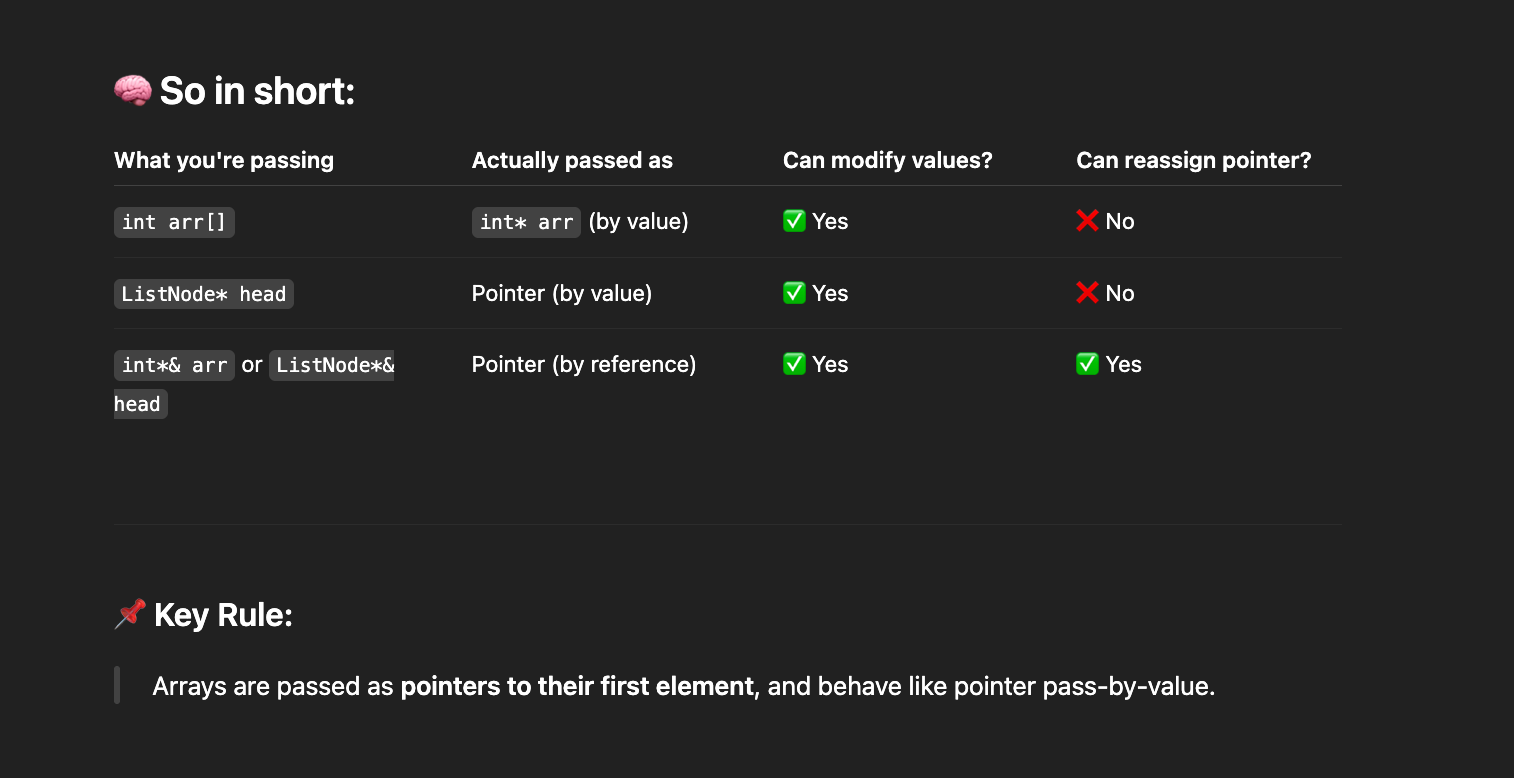 🧠 So in short:
What you're passing Actually passed as Can modify values? Can reassign pointer?
int arr[] int* arr (by value) ✅ Yes ❌ No
ListNode* head Pointer (by value) ✅ Yes ❌ No
int*& arr or ListNode*& Pointer (by reference) ✅ Yes ✅ Yes
head
📌 Key Rule:
Arrays are passed as pointers to their first element, and behave like pointer pass-by-value.